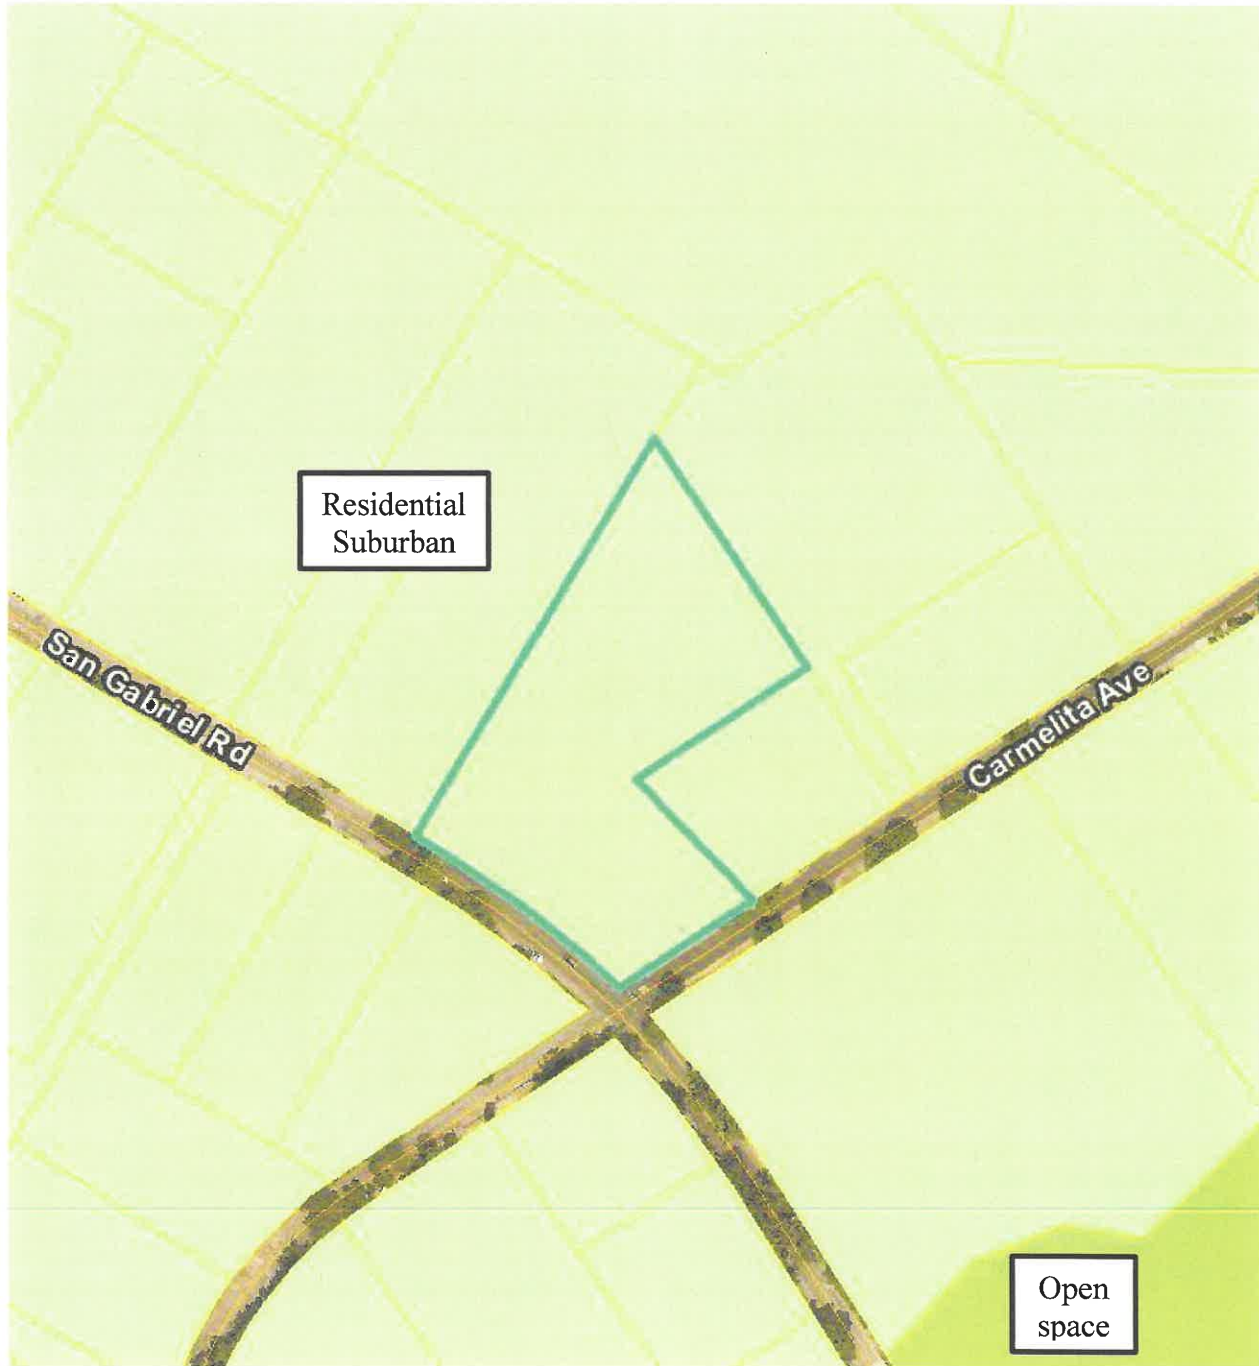 Residential
Suburban
San Gabriel Rd
Carmelita Ave
Open
space